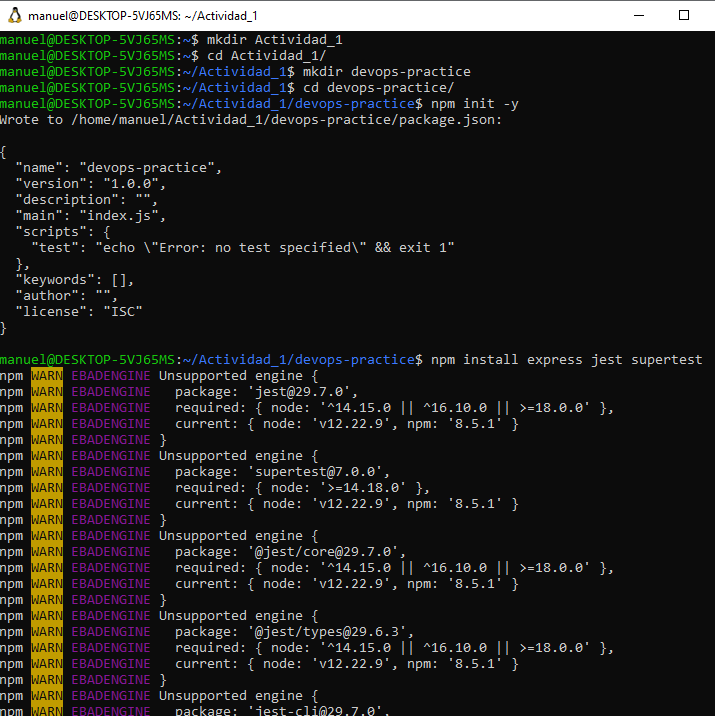 manuel@DESKTOP-5VJ65MS: ~/Actividad_1
manuel@DESKTOP-5VJ65MS:~$ mkdir Actividad_1
manuel@DESKTOP-5VJ65MS:~$ cd Actividad_1/
manuel@DESKTOP-5VJ65MS:~/Actividad_1$ mkdir devops-practice
manuel@DESKTOP-5VJ65MS:~/Actividad_1$ cd devops-practice/
manuel@DESKTOP-5VJ65MS:~/Actividad_1/devops-practice$ npm init -y
Wrote to /home/manuel/Actividad_1/devops-practice/package.json:

{
  "name": "devops-practice",
  "version": "1.0.0",
  "description": "",
  "main": "index.js",
  "scripts": {
    "test": "echo \"Error: no test specified\" && exit 1"
  },
  "keywords": [],
  "author": "",
  "license": "ISC"
}

manuel@DESKTOP-5VJ65MS:~/Actividad_1/devops-practice$ npm install express jest supertest
npm WARN EBADENGINE Unsupported engine {
npm WARN EBADENGINE   package: 'jest@29.7.0',
npm WARN EBADENGINE   required: { node: '^14.15.0 || ^16.10.0 || >=18.0.0' },
npm WARN EBADENGINE   current: { node: 'v12.22.9', npm: '8.5.1' }
npm WARN EBADENGINE }
npm WARN EBADENGINE Unsupported engine {
npm WARN EBADENGINE   package: 'supertest@7.0.0',
npm WARN EBADENGINE   required: { node: '>=14.18.0' },
npm WARN EBADENGINE   current: { node: 'v12.22.9', npm: '8.5.1' }
npm WARN EBADENGINE }
npm WARN EBADENGINE Unsupported engine {
npm WARN EBADENGINE   package: '@jest/core@29.7.0',
npm WARN EBADENGINE   required: { node: '^14.15.0 || ^16.10.0 || >=18.0.0' },
npm WARN EBADENGINE   current: { node: 'v12.22.9', npm: '8.5.1' }
npm WARN EBADENGINE }
npm WARN EBADENGINE Unsupported engine {
npm WARN EBADENGINE   package: '@jest/types@29.6.3',
npm WARN EBADENGINE   required: { node: '^14.15.0 || ^16.10.0 || >=18.0.0' },
npm WARN EBADENGINE   current: { node: 'v12.22.9', npm: '8.5.1' }
npm WARN EBADENGINE }
npm WARN EBADENGINE Unsupported engine {
npm WARN EBADENGINE   package: 'jest-cli@29.7.0',